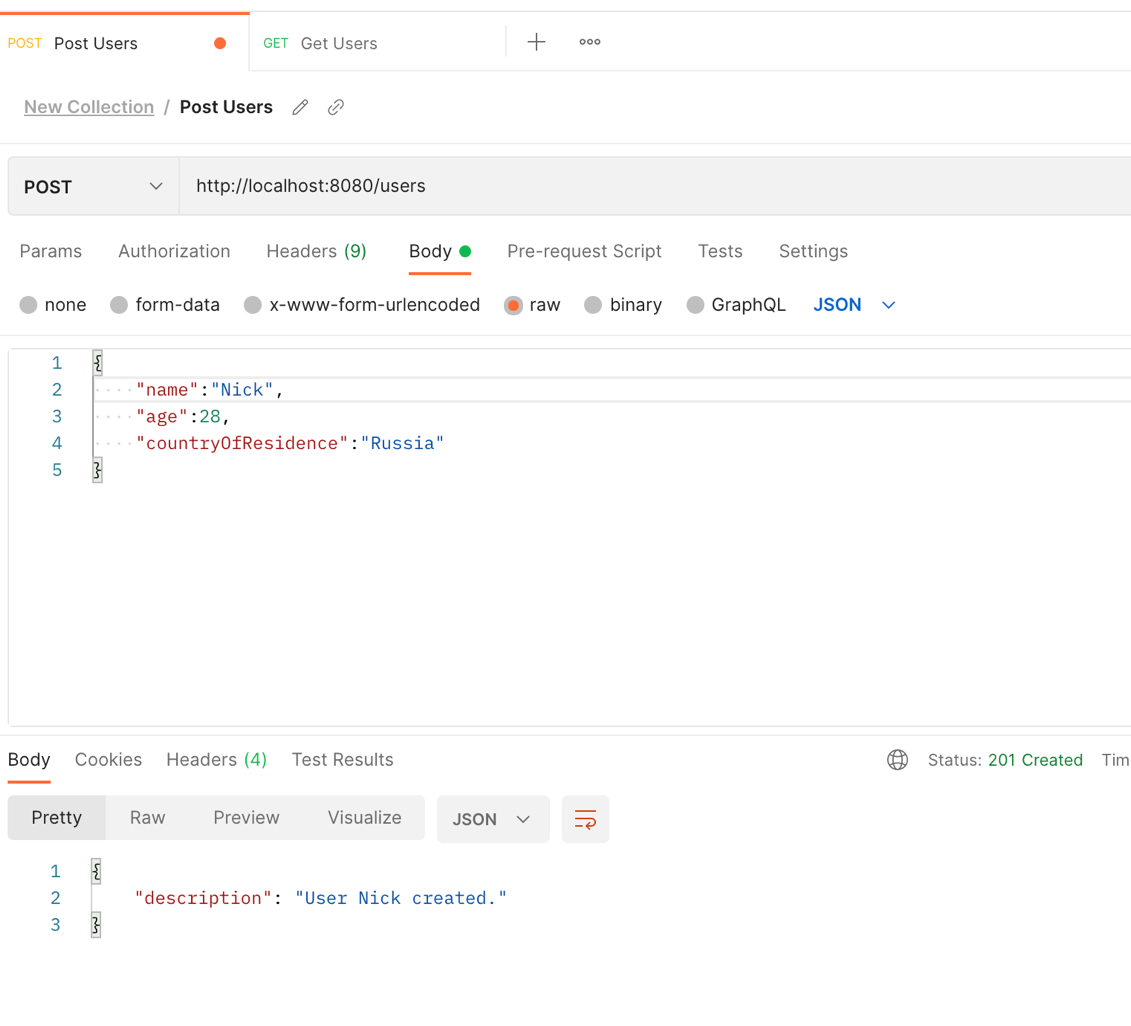 POST Post Users GET Get Users
New Collection / Post Users
POST http://localhost:8080/users
Params Authorization Headers (9) Body Pre-request Script Tests Settings
none form-data x-www-form-urlencoded raw binary GraphQL JSON
1 {
2 "name":"Nick",
3 "age":28,
4 "countryOfResidence":"Russia"
5 }
Body Cookies Headers (4) Test Results Status: 201 Created Tim
Pretty Raw Preview Visualize JSON
1 {
2 "description": "User Nick created."
3 }